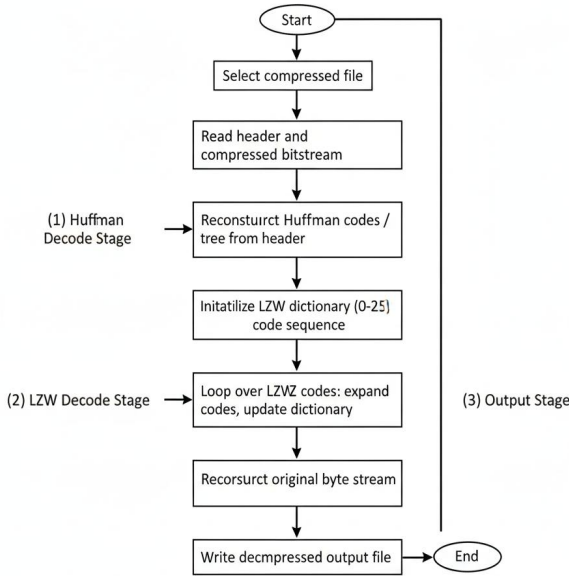 Start
Select compressed file
Read header and
compressed bitstream
(1) Huffman
Decode Stage
Reconsturirct Huffman codes /
tree from header
Initatilize LZW dictionary (0-25)
code sequence
(2) LZW Decode Stage
Loop over LZWZ codes: expand
codes, update dictionary
(3) Output Stage
Recorsurct original byte stream
Write decmpressed output file
End